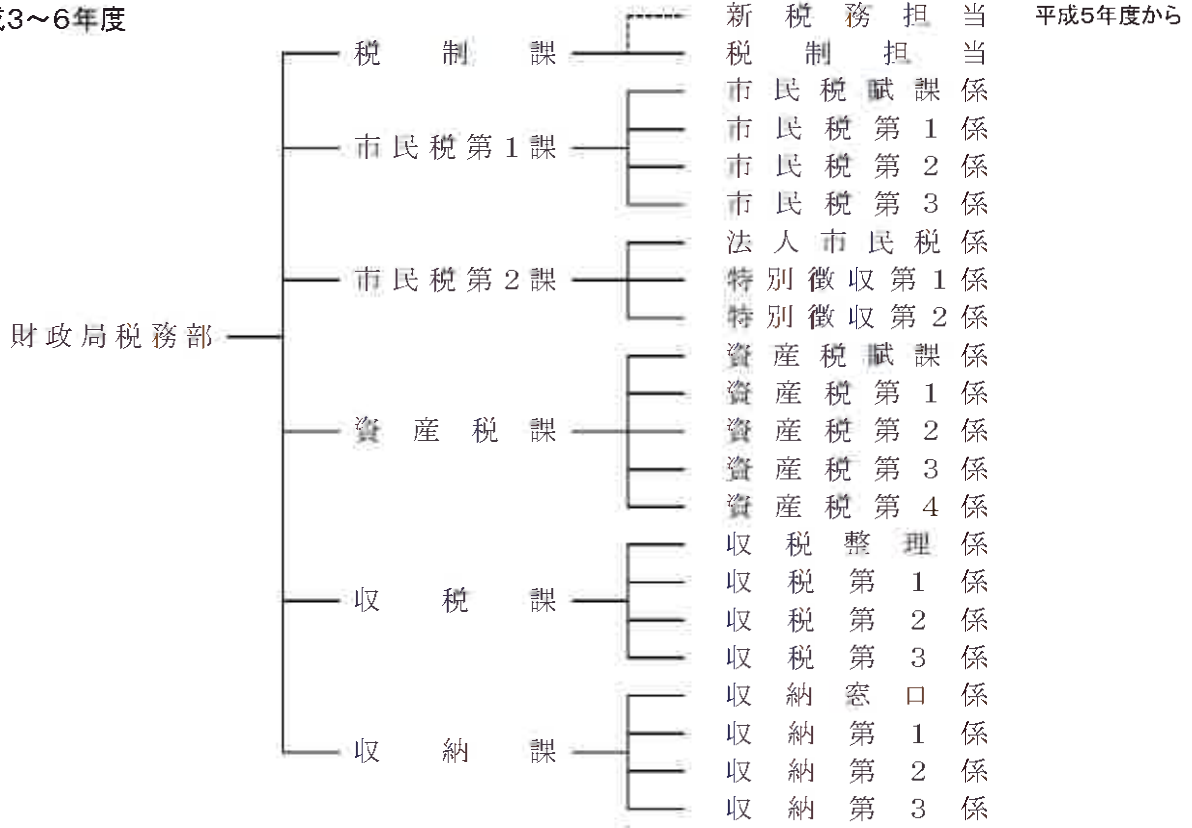 3～6年度
新税務担当 平成5年度から
税制課 税制担当
市民税賦課係
市民税第1課 市民税第1係
市民税第2係
市民税第3係
法人市民税係
市民税第2課 特別徴収第1係
特別徴収第2係
財政局税務部
資産税賦課係
資産税第1係
資産税課 資産税第2係
資産税第3係
資産税第4係
収税整理係
収税第1係
収税課 収税第2係
収税第3係
収納窓口係
収納第1係
収納課 収納第2係
収納第3係